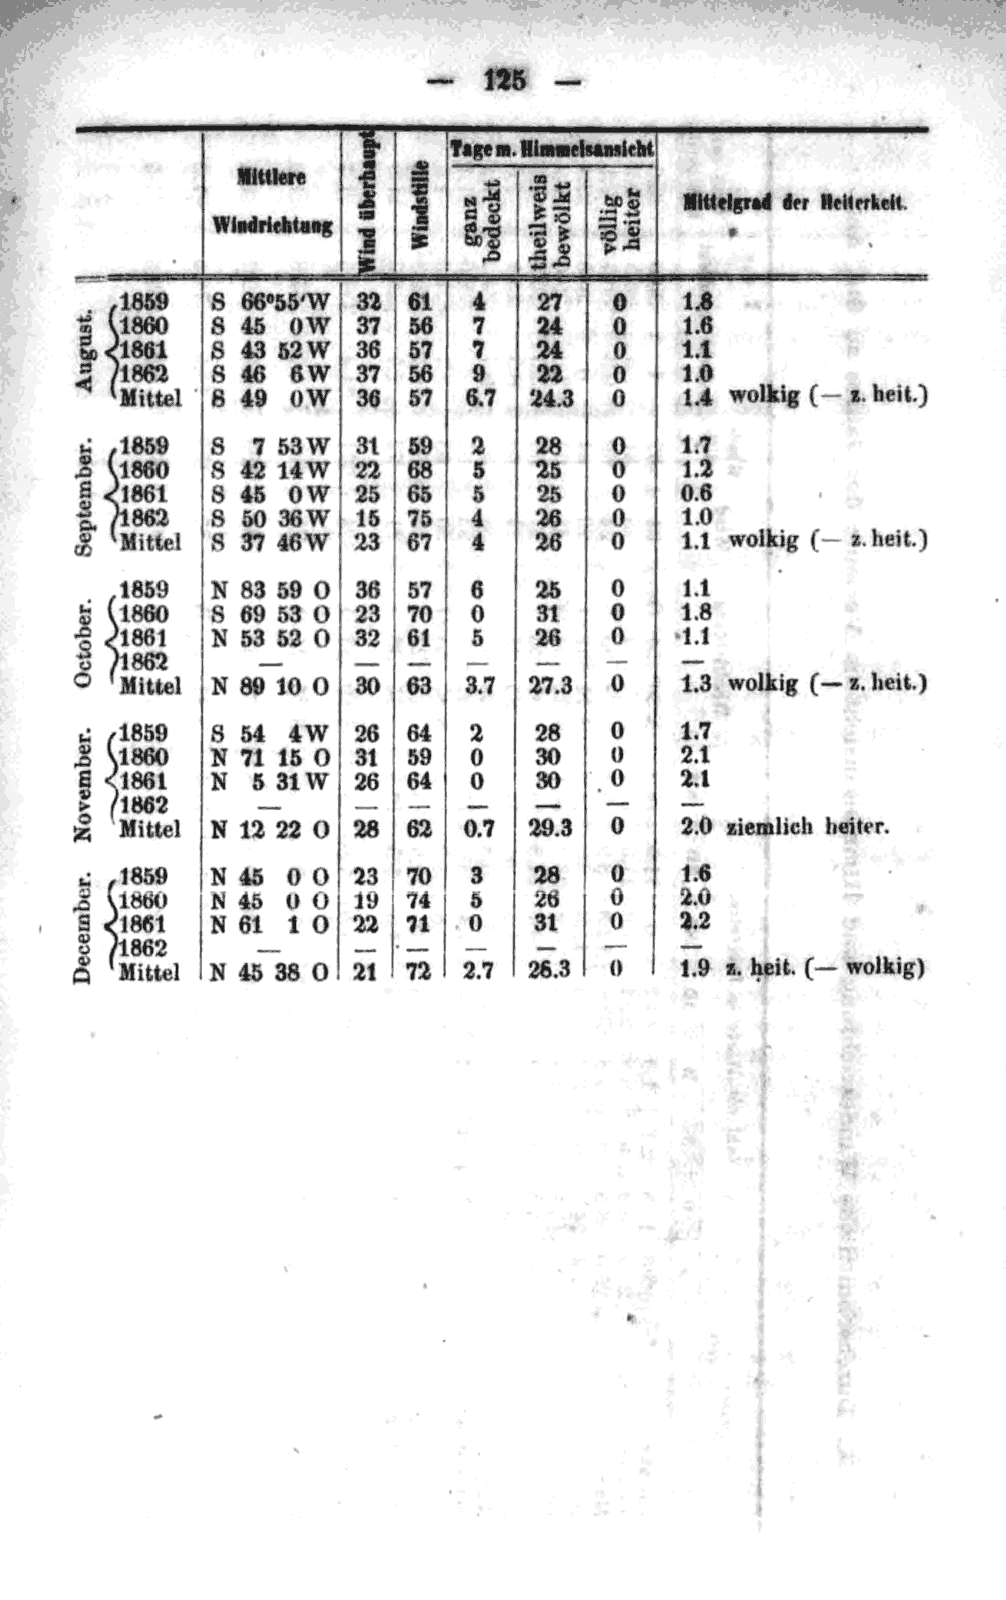 — 125 —
Mittlere Windrichtung | Wind überhaupt | Windstille | Tage m. Himmelsansicht | Mittelgrad der Heiterkeit.
ganz bedeckt | theilweis bewölkt | völlig heiter
August.
1859 S 66°55′W 32 61 4 27 0 1.8
1860 S 45 0W 37 56 7 24 0 1.6
1861 S 43 52W 36 57 7 24 0 1.1
1862 S 46 6W 37 56 9 22 0 1.0
Mittel S 49 0W 36 57 6.7 24.3 0 1.4 wolkig (— z. heit.)
September.
1859 S 7 53W 31 59 2 28 0 1.7
1860 S 42 14W 22 68 5 25 0 1.2
1861 S 45 0W 25 65 5 25 0 0.6
1862 S 50 36W 15 75 4 26 0 1.0
Mittel S 37 46W 23 67 4 26 0 1.1 wolkig (— z. heit.)
October.
1859 N 83 59 O 36 57 6 25 0 1.1
1860 S 69 53 O 23 70 0 31 0 1.8
1861 N 53 52 O 32 61 5 26 0 1.1
1862 — — — — — — —
Mittel N 89 10 O 30 63 3.7 27.3 0 1.3 wolkig (— z. heit.)
November.
1859 S 54 4W 26 64 2 28 0 1.7
1860 N 71 15 O 31 59 0 30 0 2.1
1861 N 5 31W 26 64 0 30 0 2.1
1862 — — — — — — —
Mittel N 12 22 O 28 62 0.7 29.3 0 2.0 ziemlich heiter.
December.
1859 N 45 0 O 23 70 3 28 0 1.6
1860 N 45 0 O 19 74 5 26 0 2.0
1861 N 61 1 O 22 71 0 31 0 2.2
1862 — — — — — — —
Mittel N 45 38 O 21 72 2.7 26.3 0 1.9 z. heit. (— wolkig)